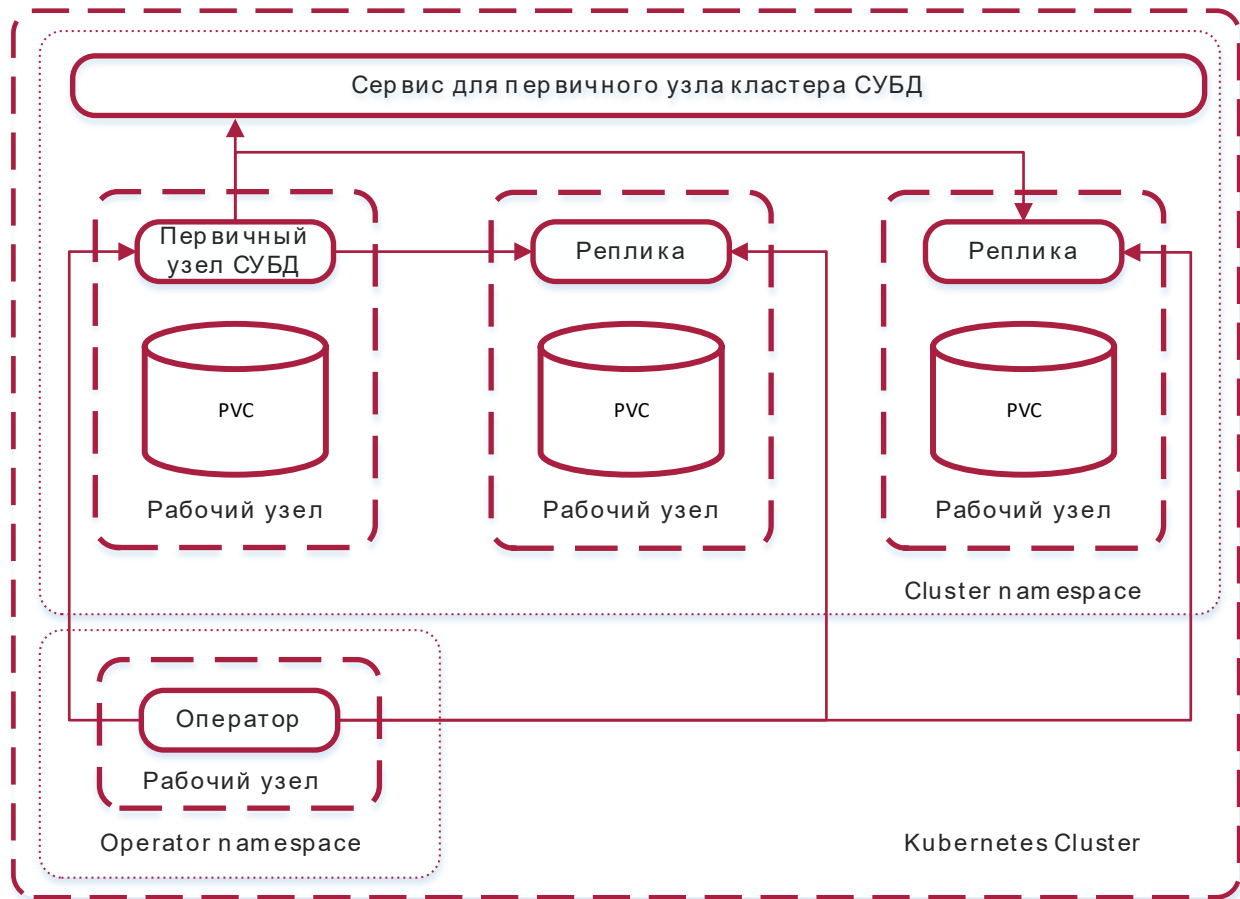 Сервис для первичного узла кластера СУБД
Первичный
узел СУБД
Реплика
Реплика
PVC
PVC
PVC
Рабочий узел
Рабочий узел
Рабочий узел
Cluster namespace
Оператор
Рабочий узел
Operator namespace
Kubernetes Cluster